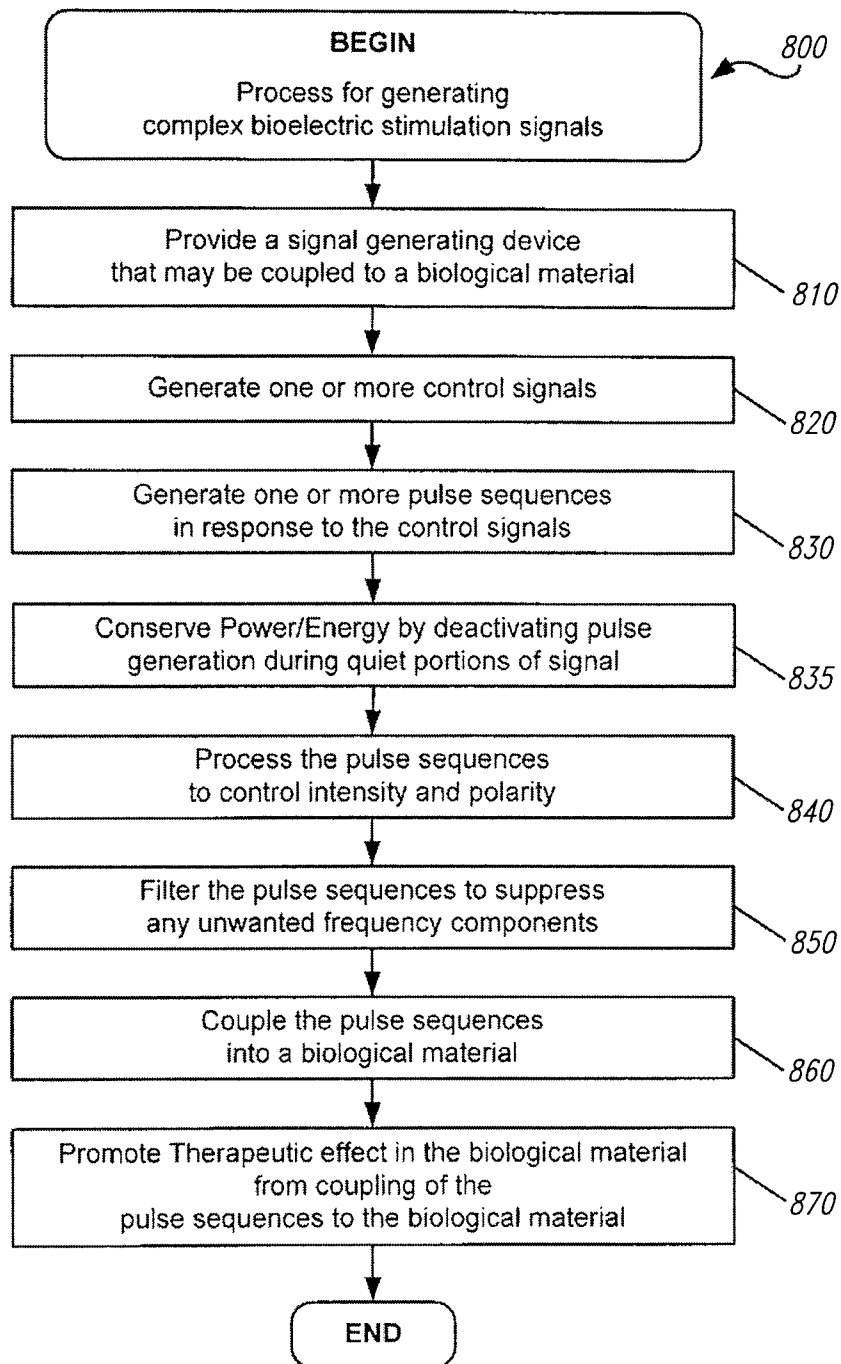 BEGIN
800
Process for generating
complex bioelectric stimulation signals
Provide a signal generating device
that may be coupled to a biological material
810
Generate one or more control signals
820
Generate one or more pulse sequences
in response to the control signals
830
Conserve Power/Energy by deactivating pulse
generation during quiet portions of signal
835
Process the pulse sequences
to control intensity and polarity
840
Filter the pulse sequences to suppress
any unwanted frequency components
850
Couple the pulse sequences
into a biological material
860
Promote Therapeutic effect in the biological material
from coupling of the
pulse sequences to the biological material
870
END